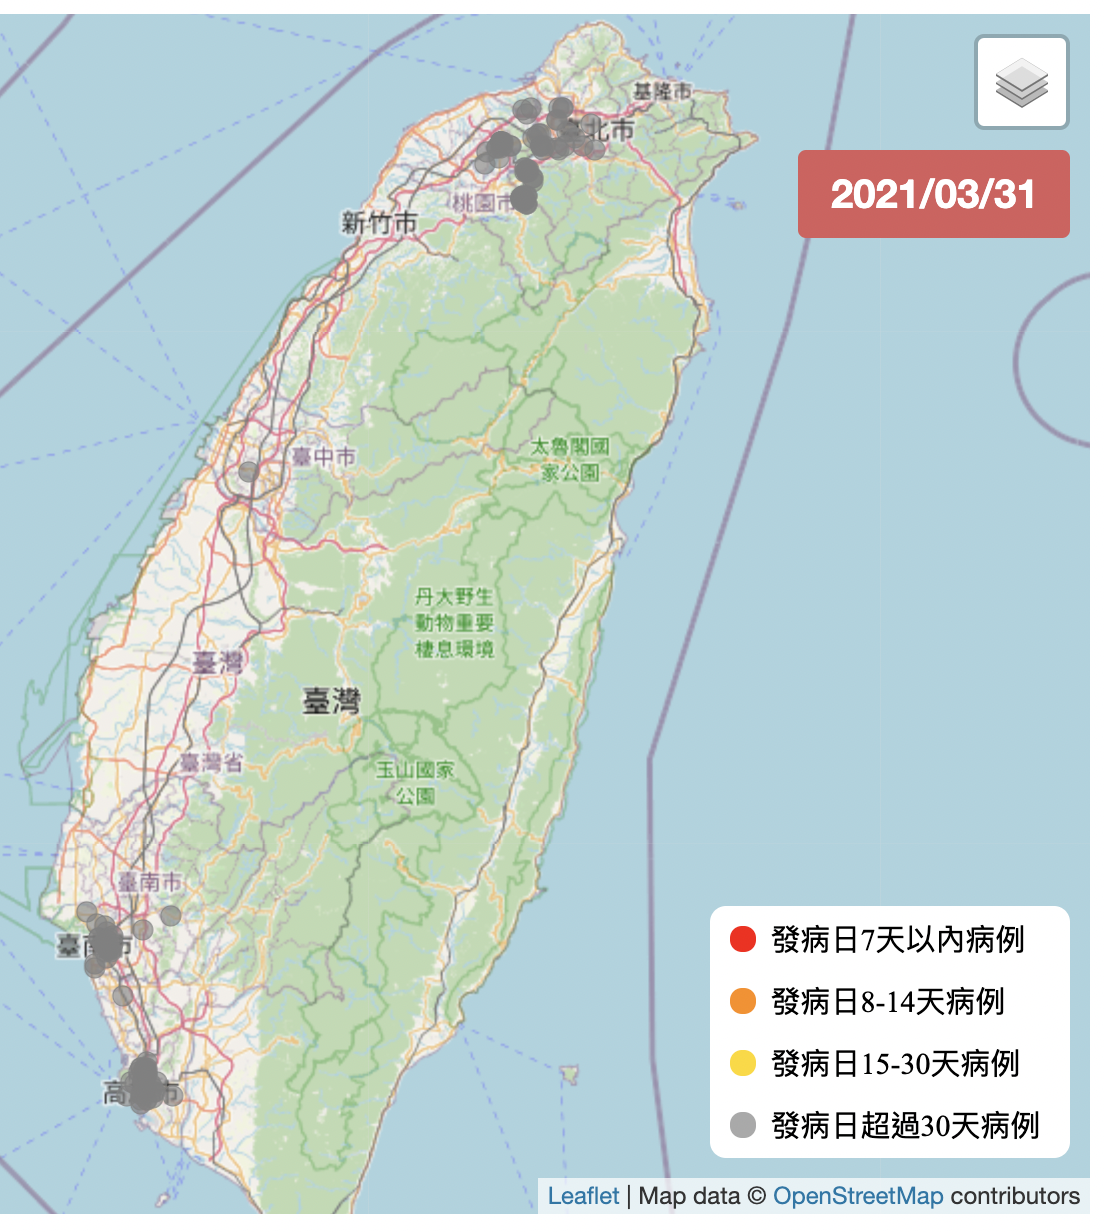 基隆市
臺北市
2021/03/31
桃園市
新竹市
太魯閣國
家公園
臺中市
丹大野生
動物重要
棲息環境
臺灣
臺灣
臺灣省
玉山國家
公園
臺南市
臺南市
高雄市
發病日7天以內病例
發病日8-14天病例
發病日15-30天病例
發病日超過30天病例
Leaflet | Map data © OpenStreetMap contributors